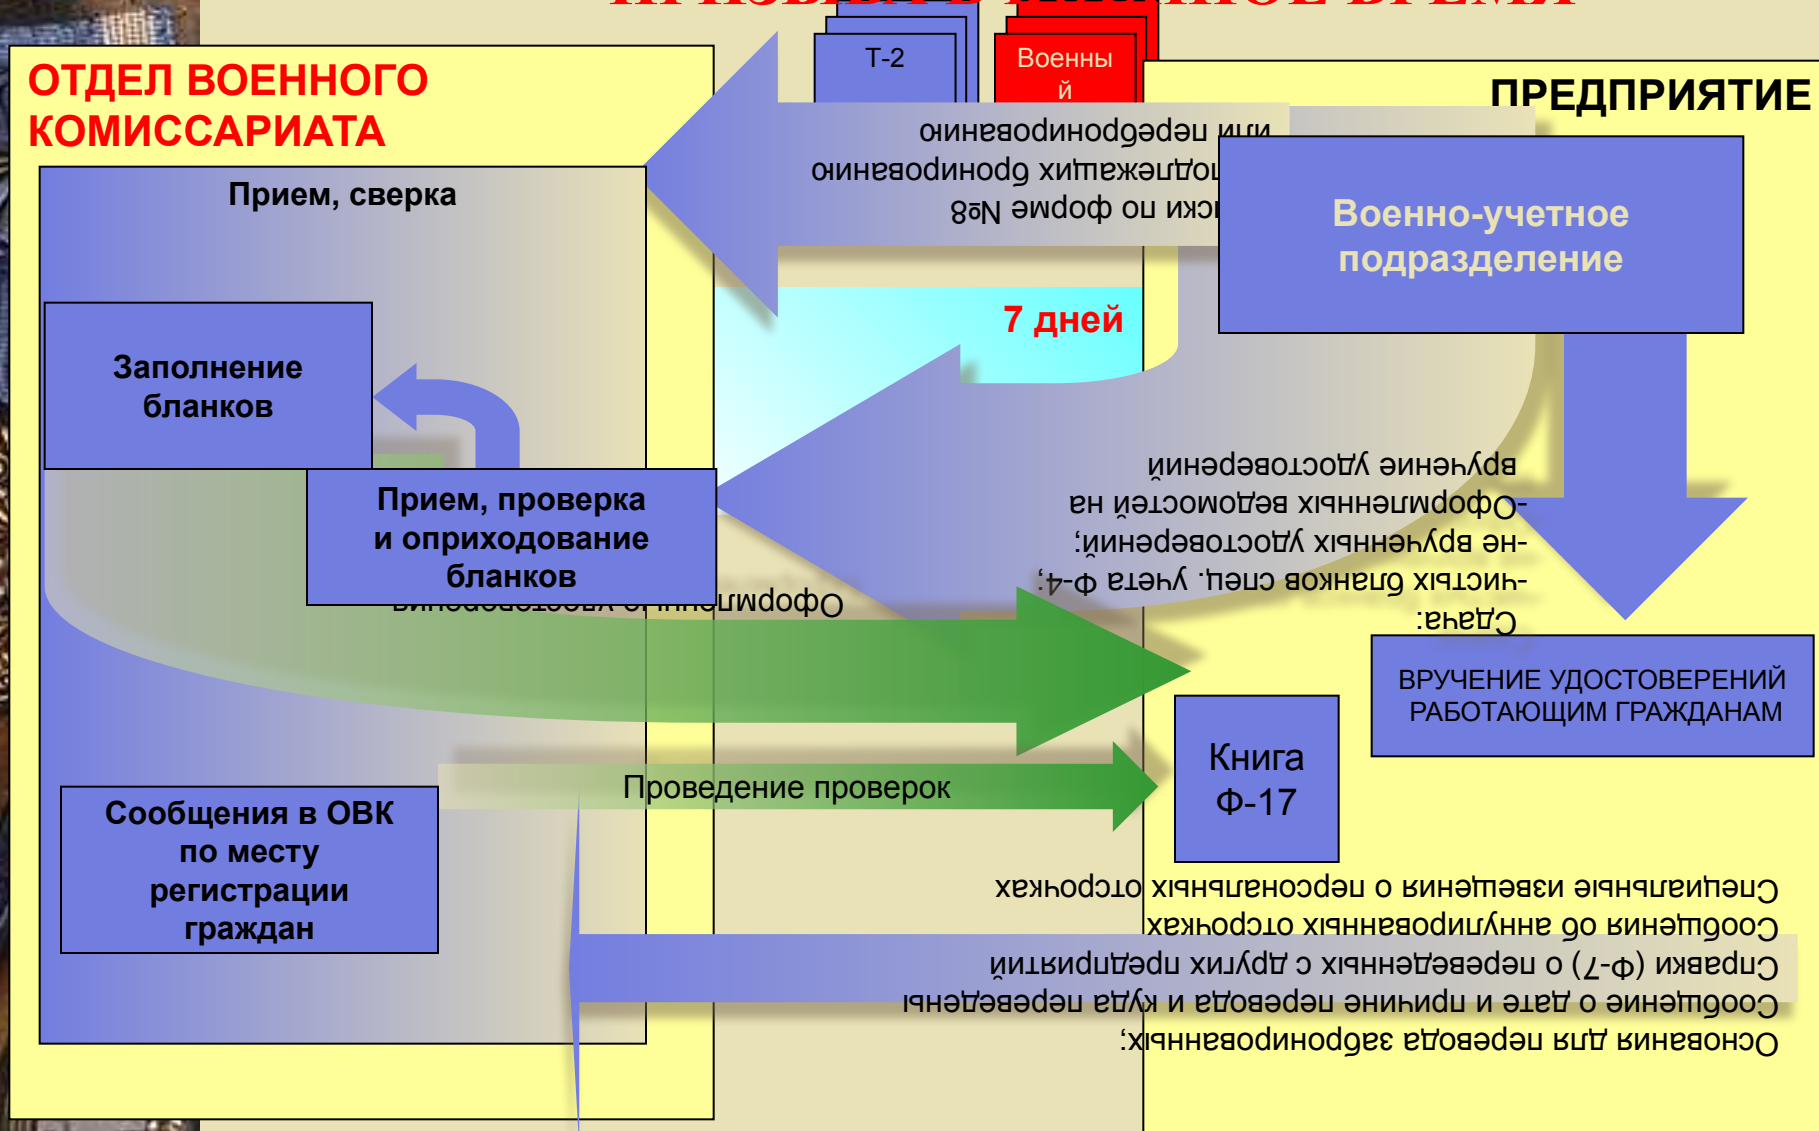 ПРИЗЫВА В ВРЕМЯ
Т-2
Военны
й
ОТДЕЛ ВОЕННОГО
КОМИССАРИАТА
ПРЕДПРИЯТИЕ
Прием, сверка
по форме №8
подлежащих бронированию
или перебронированию
Военно-учетное
подразделение
7 дней
Заполнение
бланков
Прием, проверка
и оприходование
бланков
Сдача:
-чистых бланков спец. учета Ф-4;
-не врученных удостоверений;
-Оформленных ведомостей на
вручение удостоверений
Оформленные удостоверения
ВРУЧЕНИЕ УДОСТОВЕРЕНИЙ
РАБОТАЮЩИМ ГРАЖДАНАМ
Книга
Ф-17
Проведение проверок
Сообщения в ОВК
по месту
регистрации
граждан
Основания для перевода забронированных;
Сообщение о дате и причине перевода и куда переведены
Справки (Ф-7) о переведенных с других предприятий
Сообщения об аннулированных отсрочках
Специальные извещения о персональных отсрочках